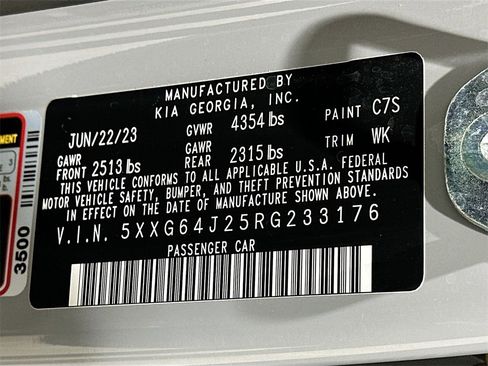 MANUFACTURED BY
KIA GEORGIA, INC.
JUN/22/23 GVWR 4354 lbs PAINT C7S
GAWR FRONT 2513 lbs GAWR REAR 2315 lbs TRIM WK
THIS VEHICLE CONFORMS TO ALL APPLICABLE U.S.A. FEDERAL
MOTOR VEHICLE SAFETY, BUMPER, AND THEFT PREVENTION STANDARDS
IN EFFECT ON THE DATE OF MANUFACTURE SHOWN ABOVE.
V.I.N. 5XXG64J25RG233176
PASSENGER CAR
3500